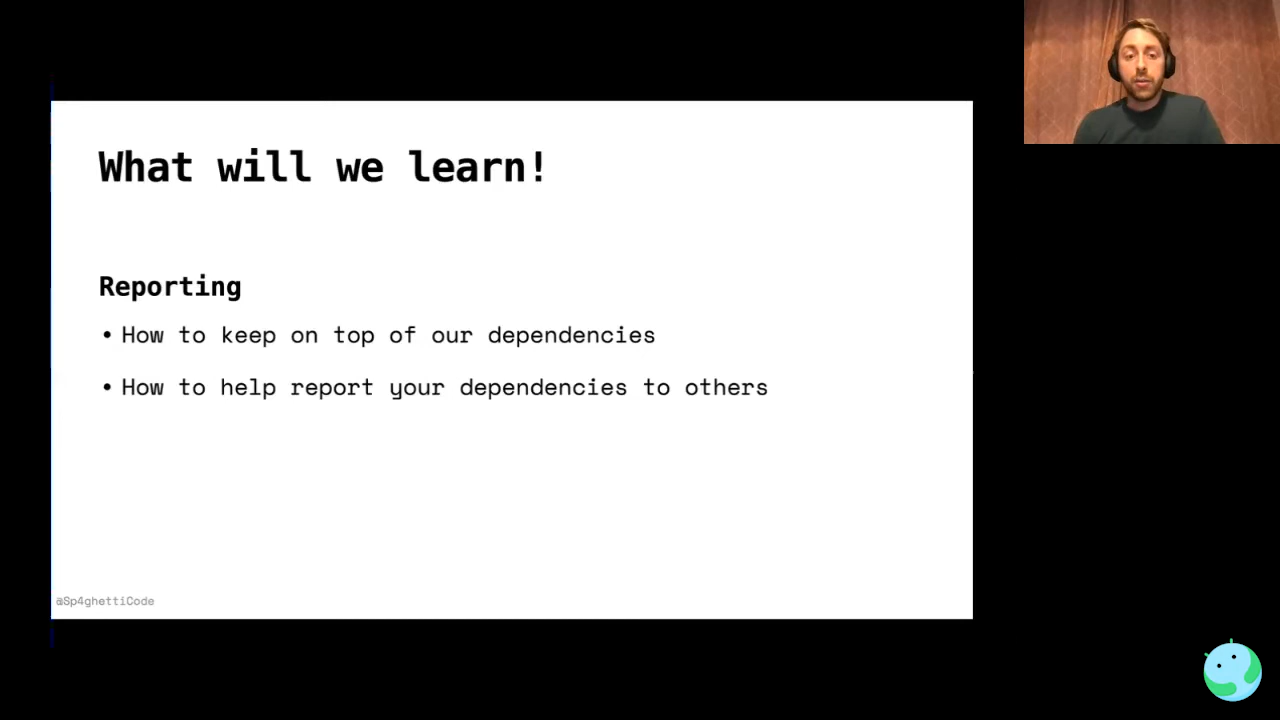 What will we learn!
Reporting
• How to keep on top of our dependencies
• How to help report your dependencies to others
@Sp4ghettiCode